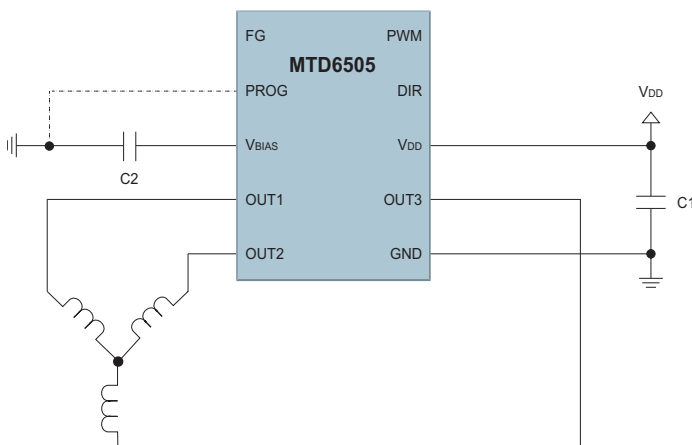 FG
PWM
MTD6505
PROG
DIR
VDD
VBIAS
VDD
C2
OUT1
OUT3
C1
OUT2
GND